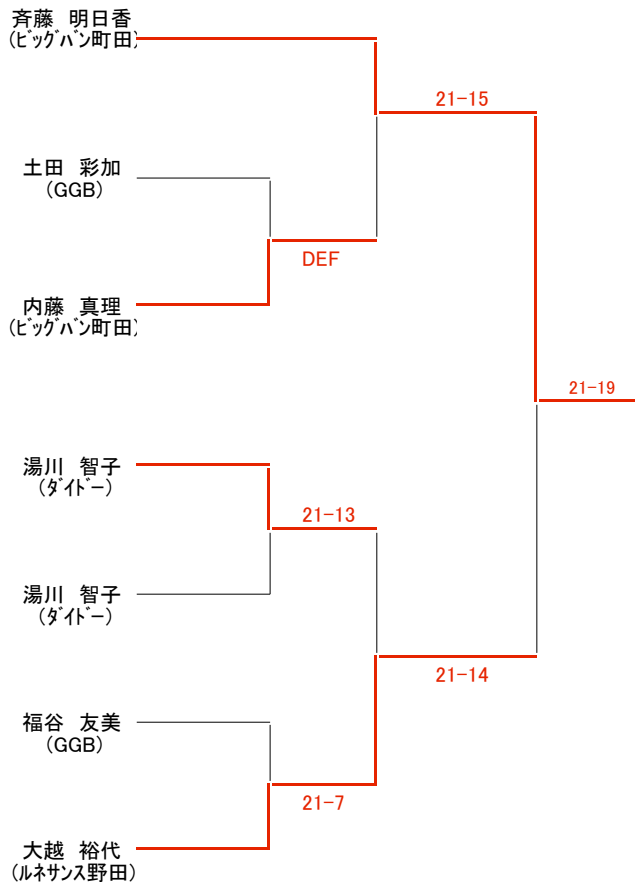 斉藤 明日香
(ﾋﾞｯｸﾞﾊﾞﾝ町田)
21-15
土田 彩加
(GGB)
DEF
内藤 真理
(ﾋﾞｯｸﾞﾊﾞﾝ町田)
21-19
湯川 智子
(ﾀﾞｲﾄﾞｰ)
21-13
湯川 智子
(ﾀﾞｲﾄﾞｰ)
21-14
福谷 友美
(GGB)
21-7
大越 裕代
(ﾙﾈｻﾝｽ野田)